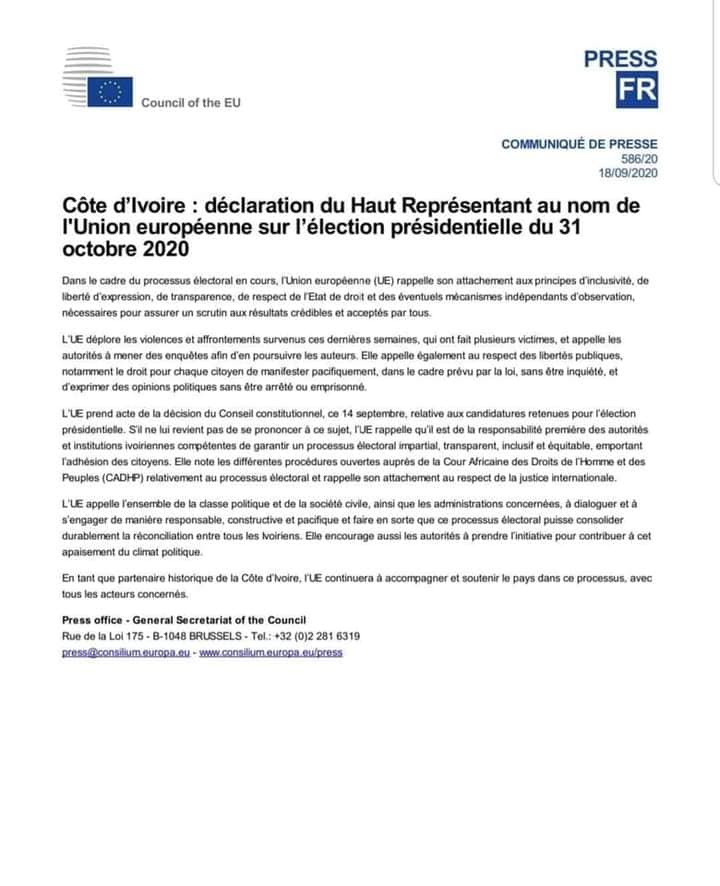 Council of the EU
PRESS
FR
COMMUNIQUÉ DE PRESSE
586/20
18/09/2020
Côte d’Ivoire : déclaration du Haut Représentant au nom de
l'Union européenne sur l’élection présidentielle du 31
octobre 2020
Dans le cadre du processus électoral en cours, l’Union européenne (UE) rappelle son attachement aux principes d’inclusivité, de
liberté d’expression, de transparence, de respect de l’Etat de droit et des éventuels mécanismes indépendants d’observation,
nécessaires pour assurer un scrutin aux résultats crédibles et acceptés par tous.
L’UE déplore les violences et affrontements survenus ces dernières semaines, qui ont fait plusieurs victimes, et appelle les
autorités à mener des enquêtes afin d’en poursuivre les auteurs. Elle appelle également au respect des libertés publiques,
notamment le droit pour chaque citoyen de manifester pacifiquement, dans le cadre prévu par la loi, sans être inquiété, et
d’exprimer des opinions politiques sans être arrêté ou emprisonné.
L’UE prend acte de la décision du Conseil constitutionnel, ce 14 septembre, relative aux candidatures retenues pour l’élection
présidentielle. S’il ne lui revient pas de se prononcer à ce sujet, l’UE rappelle qu’il est de la responsabilité première des autorités
et institutions ivoiriennes compétentes de garantir un processus électoral impartial, transparent, inclusif et équitable, emportant
l’adhésion des citoyens. Elle note les différentes procédures ouvertes auprès de la Cour Africaine des Droits de l’Homme et des
Peuples (CADHP) relativement au processus électoral et rappelle son attachement au respect de la justice internationale.
L’UE appelle l’ensemble de la classe politique et de la société civile, ainsi que les administrations concernées, à dialoguer et à
s’engager de manière responsable, constructive et pacifique et faire en sorte que ce processus électoral puisse consolider
durablement la réconciliation entre tous les Ivoiriens. Elle encourage aussi les autorités à prendre l’initiative pour contribuer à cet
apaisement du climat politique.
En tant que partenaire historique de la Côte d’Ivoire, l’UE continuera à accompagner et soutenir le pays dans ce processus, avec
tous les acteurs concernés.
Press office - General Secretariat of the Council
Rue de la Loi 175 - B-1048 BRUSSELS - Tel.: +32 (0)2 281 6319
press@consilium.europa.eu - www.consilium.europa.eu/press